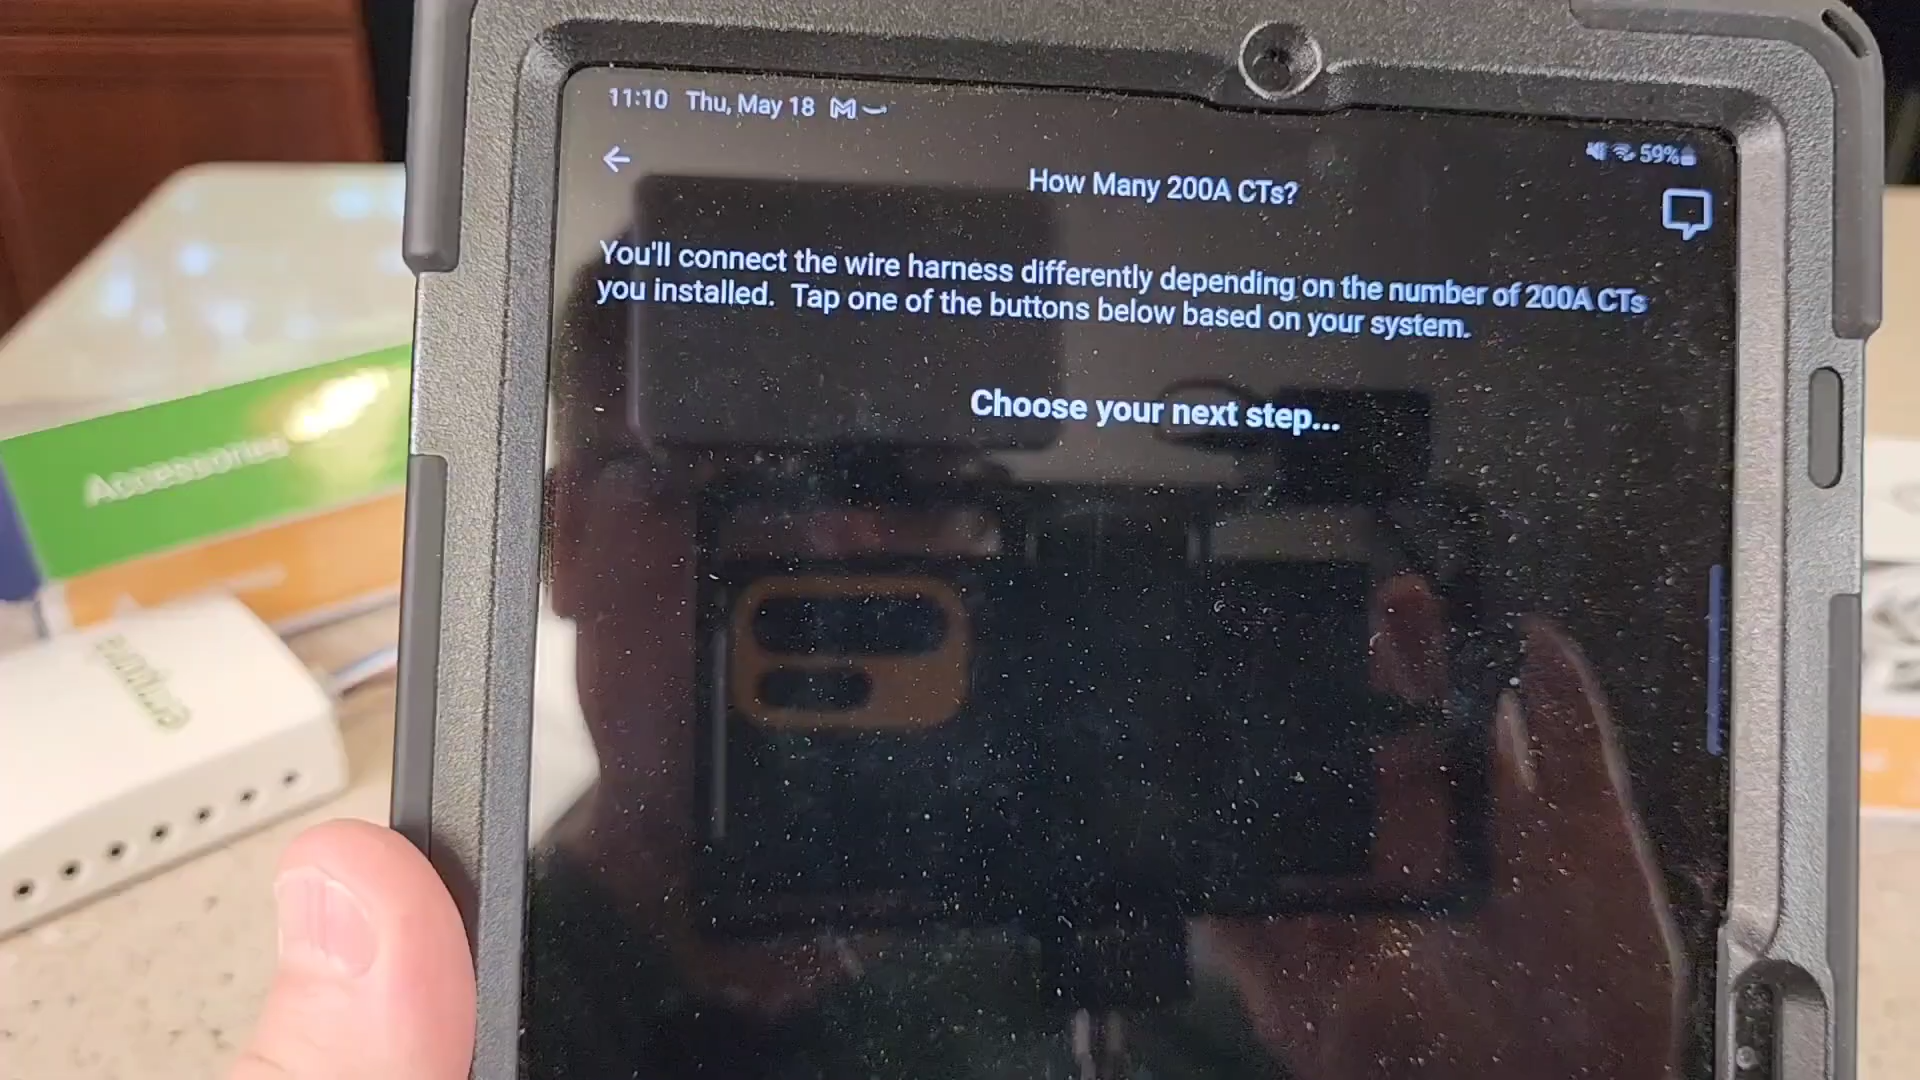 11:10 Thu, May 18
59%
How Many 200A CTs?
You'll connect the wire harness differently depending on the number of 200A CTs
you installed. Tap one of the buttons below based on your system.
Choose your next step...
Accessories
emporia